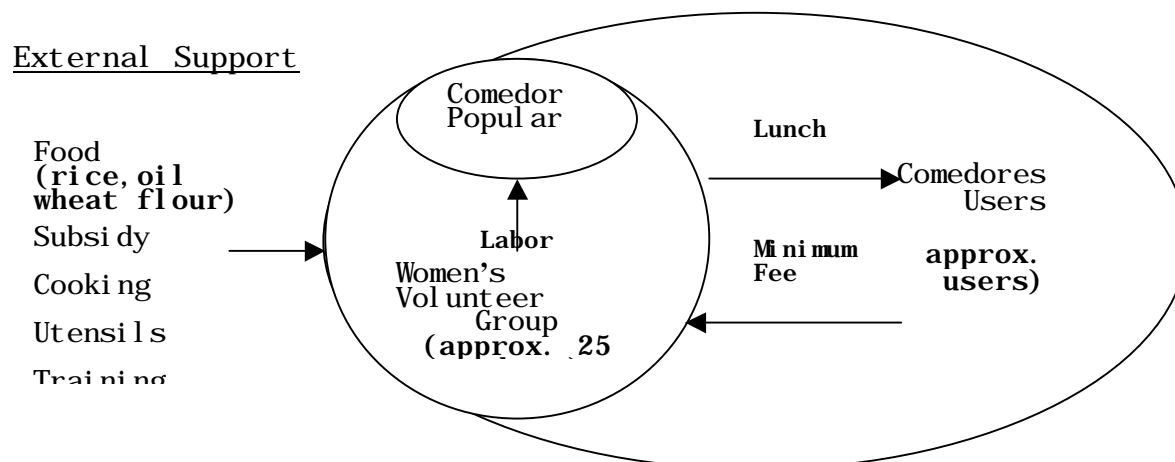 External Support
Food
(rice, oil
wheat flour)
Subsidy
Cooking
Utensils
Training
Comedor
Popular
Labor
Women's
Volunteer
Group
(approx. 25
Lunch
Minimum
Fee
Comedores
Users
approx.
users)